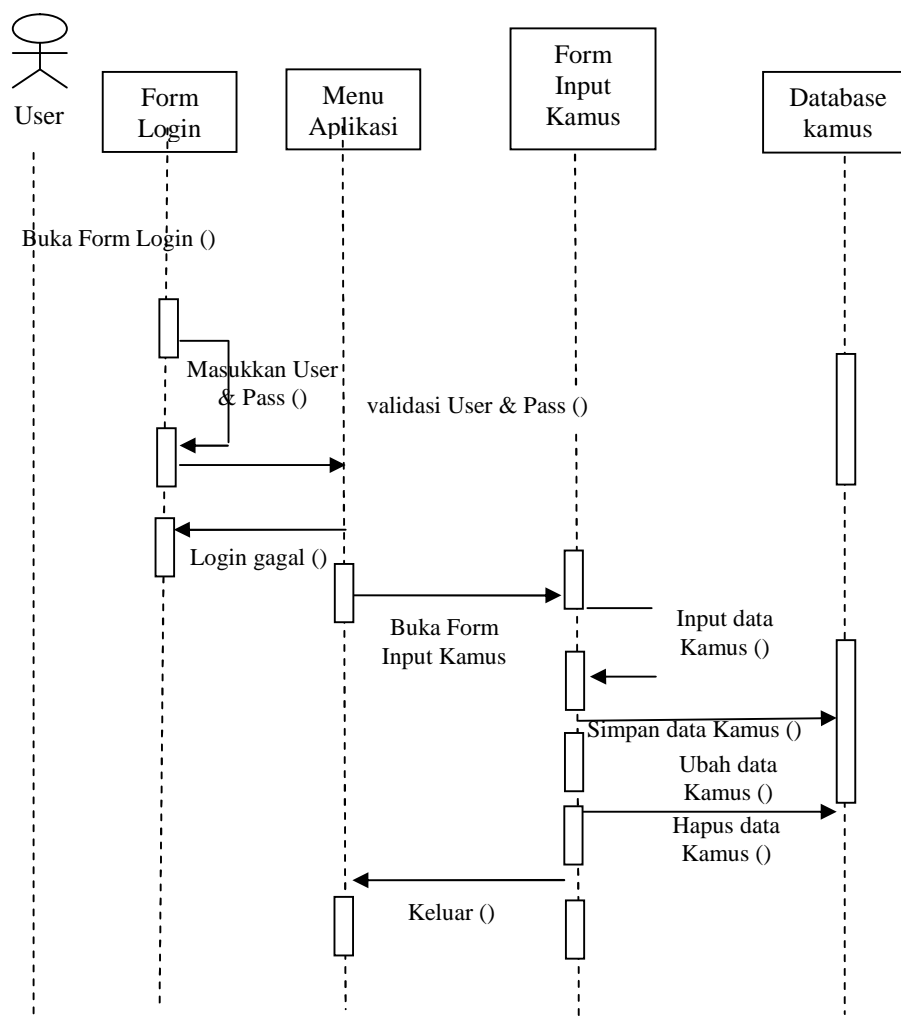 User
Form
Login
Menu
Aplikasi
Form
Input
Kamus
Database
kamus
Buka Form Login ()
Masukkan User
& Pass ()
validasi User & Pass ()
Login gagal ()
Buka Form
Input Kamus
Input data
Kamus ()
Simpan data Kamus ()
Ubah data
Kamus ()
Hapus data
Kamus ()
Keluar ()